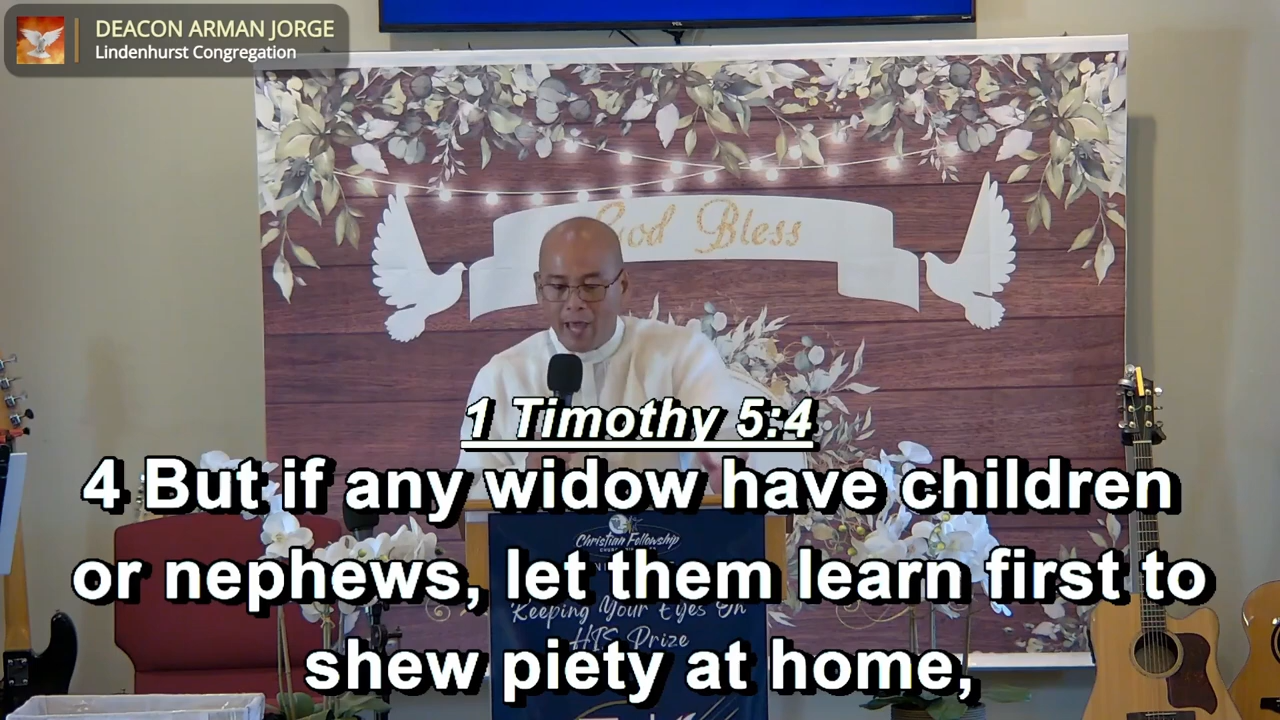 DEACON ARMAN JORGE
Lindenhurst Congregation
TCL
God Bless
1 Timothy 5:4
4 But if any widow have children
or nephews, let them learn first to
shew piety at home,
Christian Fellowship
Keeping Your Eyes On
HIS Prize